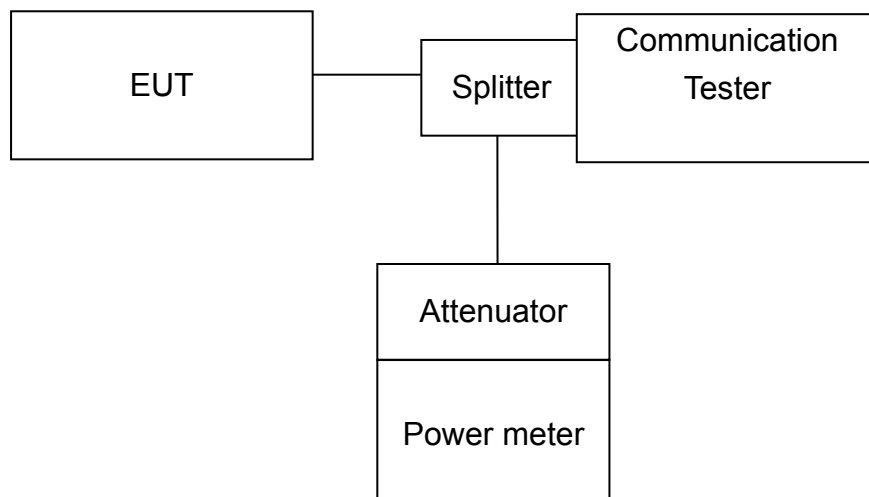 EUT
Splitter
Communication
Tester
Attenuator
Power meter